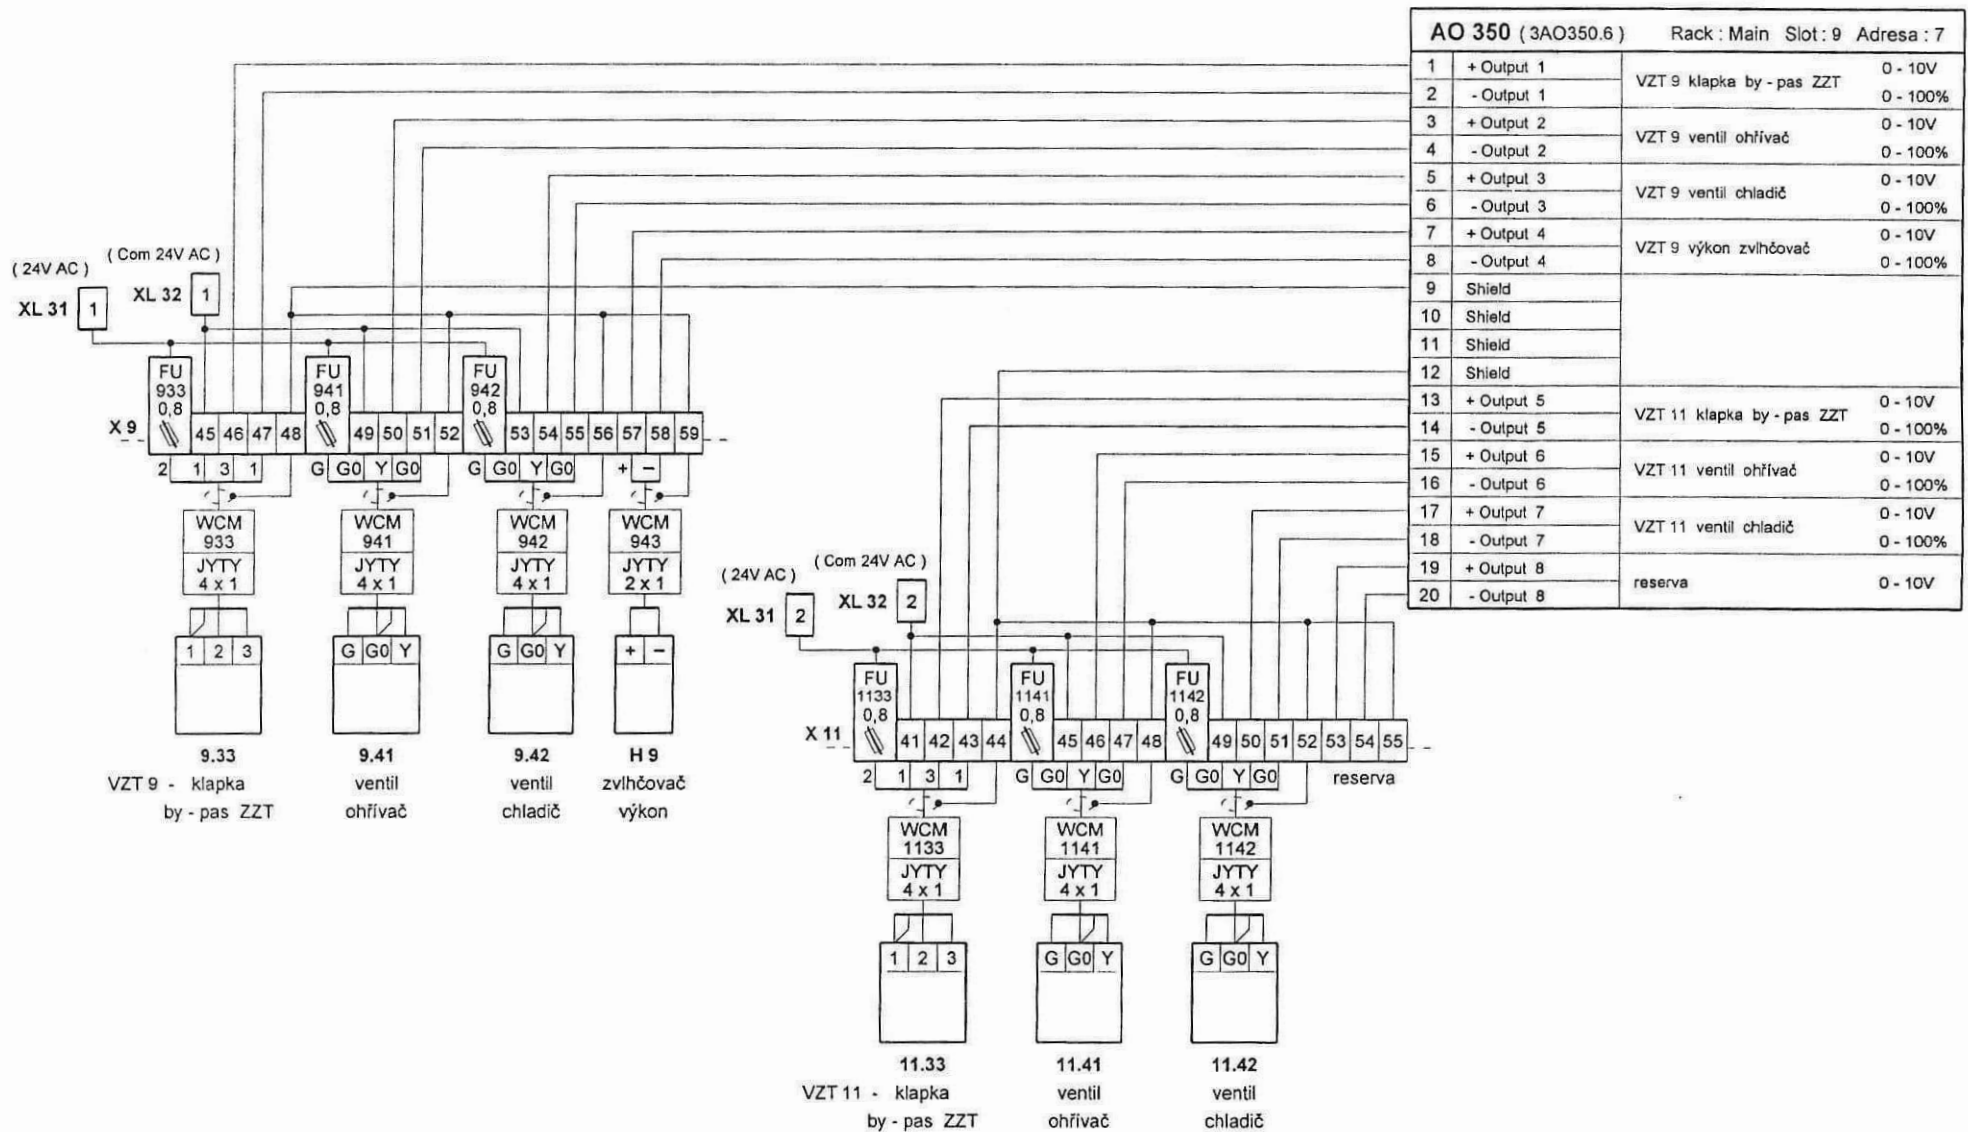 AO 350 ( 3AO350.6 ) Rack : Main Slot : 9 Adresa : 7
1 + Output 1 VZT 9 klapka by - pas ZZT 0 - 10V
2 - Output 1 0 - 100%
3 + Output 2 VZT 9 ventil ohřívač 0 - 10V
4 - Output 2 0 - 100%
5 + Output 3 VZT 9 ventil chladič 0 - 10V
6 - Output 3 0 - 100%
7 + Output 4 VZT 9 výkon zvlhčovač 0 - 10V
8 - Output 4 0 - 100%
9 Shield
10 Shield
11 Shield
12 Shield
13 + Output 5 VZT 11 klapka by - pas ZZT 0 - 10V
14 - Output 5 0 - 100%
15 + Output 6 VZT 11 ventil ohřívač 0 - 10V
16 - Output 6 0 - 100%
17 + Output 7 VZT 11 ventil chladič 0 - 10V
18 - Output 7 0 - 100%
19 + Output 8 reserva 0 - 10V
20 - Output 8
( 24V AC ) ( Com 24V AC )
XL 31 1 XL 32 1
FU 933 0,8 FU 941 0,8 FU 942 0,8
X 9 45 46 47 48 49 50 51 52 53 54 55 56 57 58 59
2 1 3 1 G G0 Y G0 G G0 Y G0 + -
WCM WCM WCM WCM
933 941 942 943
JYTY JYTY JYTY JYTY
4 x 1 4 x 1 4 x 1 2 x 1
1 2 3 G G0 Y G G0 Y + -
9.33 9.41 9.42 H 9
VZT 9 - klapka ventil ventil zvlhčovač
by - pas ZZT ohřívač chladič výkon
( 24V AC ) ( Com 24V AC )
XL 31 2 XL 32 2
FU 1133 0,8 FU 1141 0,8 FU 1142 0,8
X 11 41 42 43 44 45 46 47 48 49 50 51 52 53 54 55
2 1 3 1 G G0 Y G0 G G0 Y G0 reserva
WCM WCM WCM
1133 1141 1142
JYTY JYTY JYTY
4 x 1 4 x 1 4 x 1
1 2 3 G G0 Y G G0 Y
11.33 11.41 11.42
VZT 11 - klapka ventil ventil
by - pas ZZT ohřívač chladič